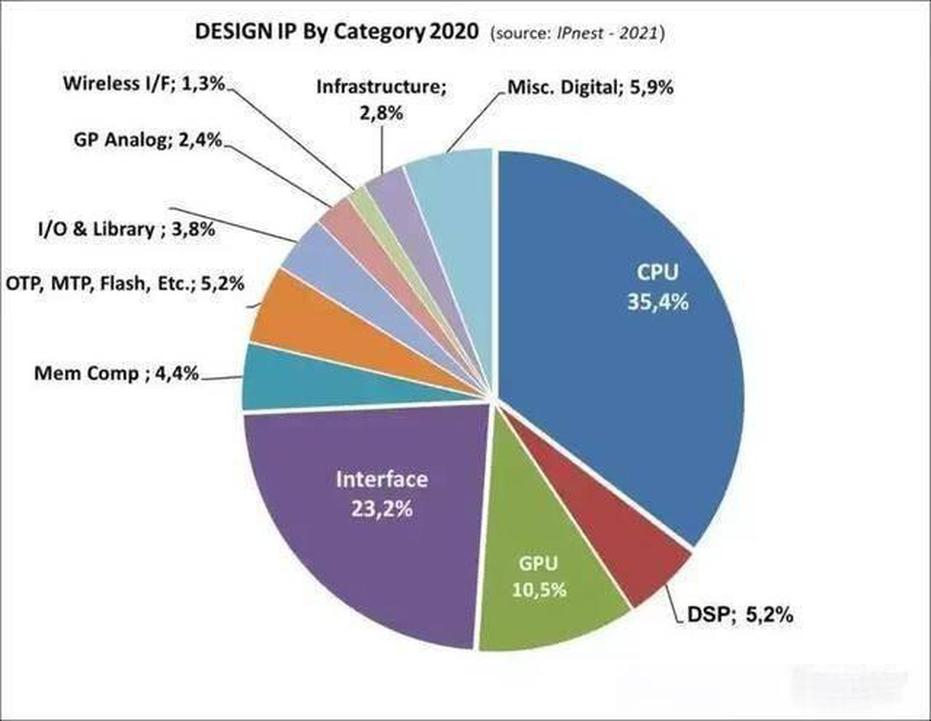 DESIGN IP By Category 2020 (source: IPnest - 2021)
Wireless I/F; 1,3%
Infrastructure;
2,8%
Misc. Digital; 5,9%
GP Analog; 2,4%
I/O & Library ; 3,8%
OTP, MTP, Flash, Etc.; 5,2%
Mem Comp ; 4,4%
CPU
35,4%
Interface
23,2%
GPU
10,5%
DSP; 5,2%